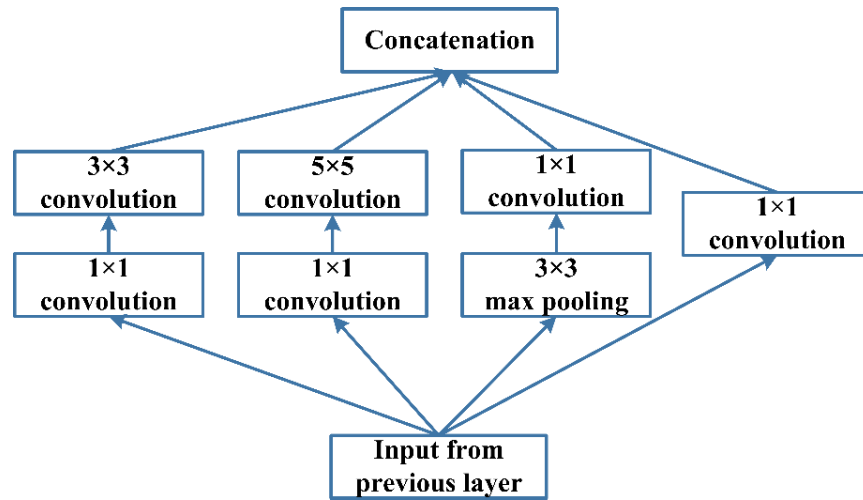 Concatenation
3×3
convolution
5×5
convolution
1×1
convolution
1×1
convolution
1×1
convolution
1×1
convolution
3×3
max pooling
Input from
previous layer